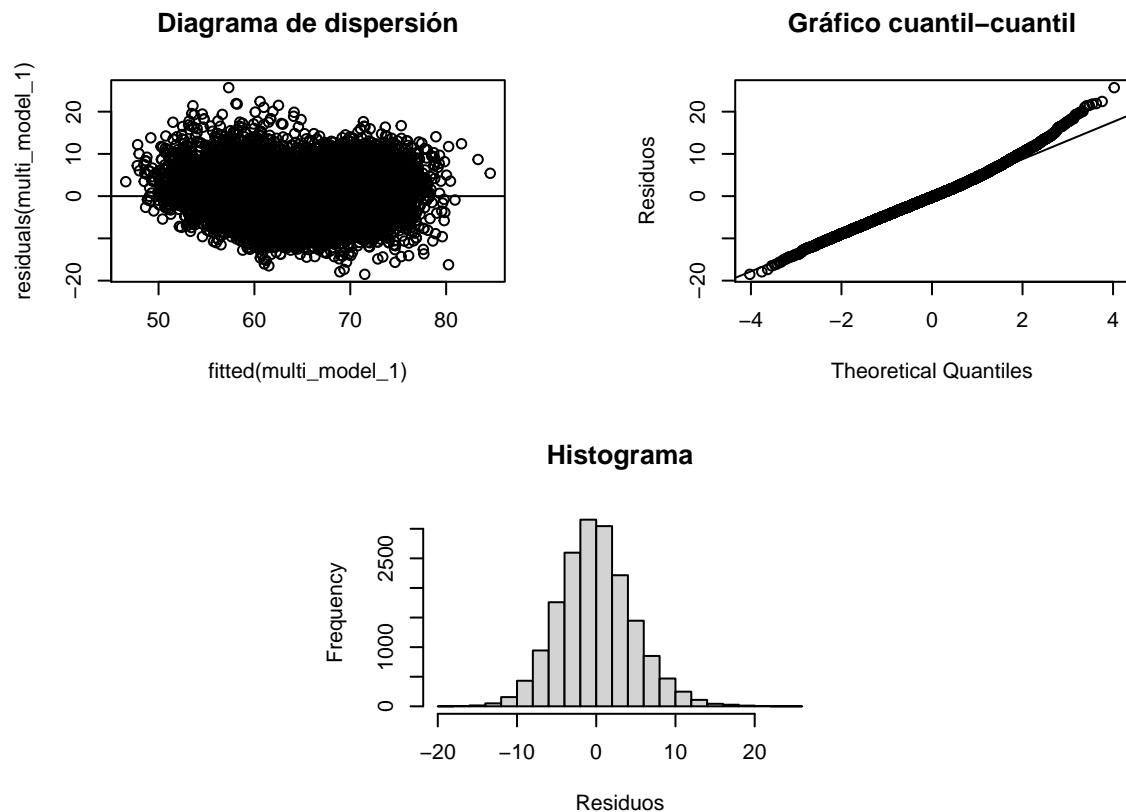 Diagrama de dispersión
residuals(multi_model_1)
−20
0
10
20
50
60
70
80
fitted(multi_model_1)
Gráfico cuantil−cuantil
Residuos
−20
0
10
20
−4
−2
0
2
4
Theoretical Quantiles
Histograma
Frequency
0
1000
2500
−20
−10
0
10
20
Residuos